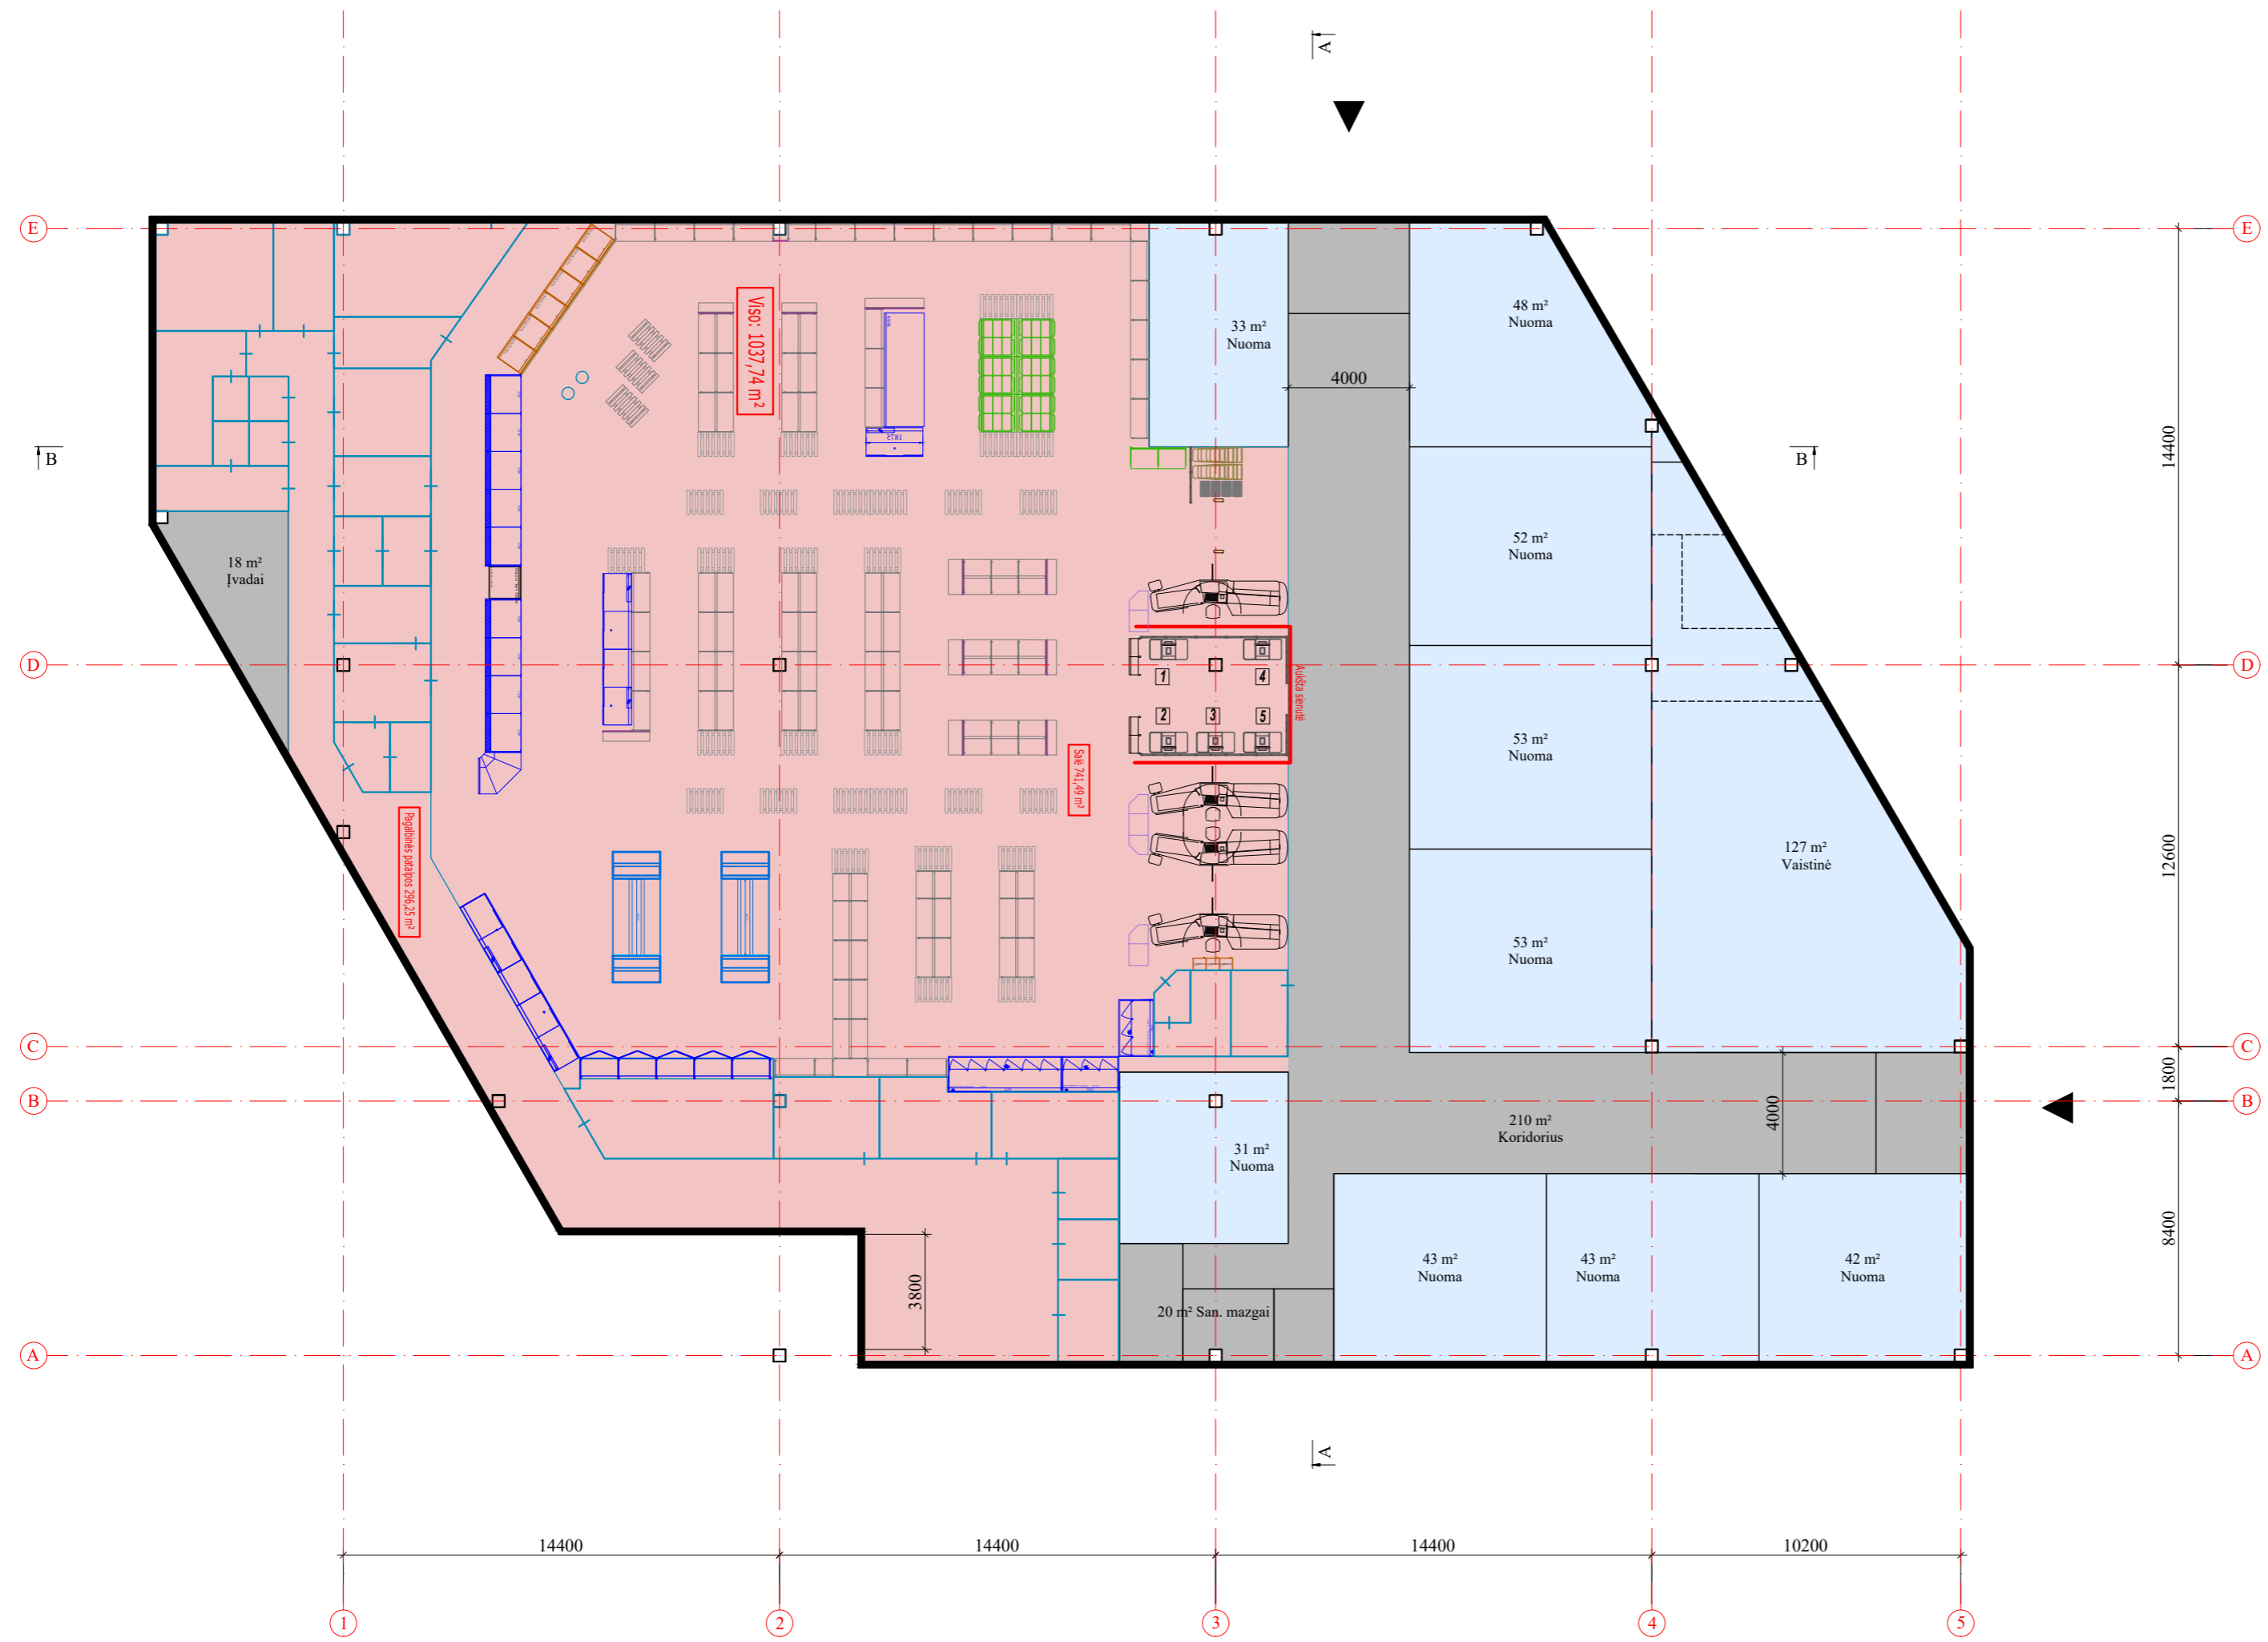 A
E
E
33 m²
Nuoma
48 m²
Nuoma
Viso: 1037,74 m²
4000
14400
1875
B
B
52 m²
Nuoma
18 m²
Įvadai
D
D
1
4
2
3
5
Aukšta sienutė
53 m²
Nuoma
Salė 741,49 m²
Pagalbinės patalpos 296,25 m²
127 m²
Vaistinė
12600
53 m²
Nuoma
C
C
1800
B
B
4000
210 m²
Koridorius
31 m²
Nuoma
8400
43 m²
Nuoma
43 m²
Nuoma
42 m²
Nuoma
3800
20 m² San. mazgai
A
A
A
14400
14400
14400
10200
1
2
3
4
5